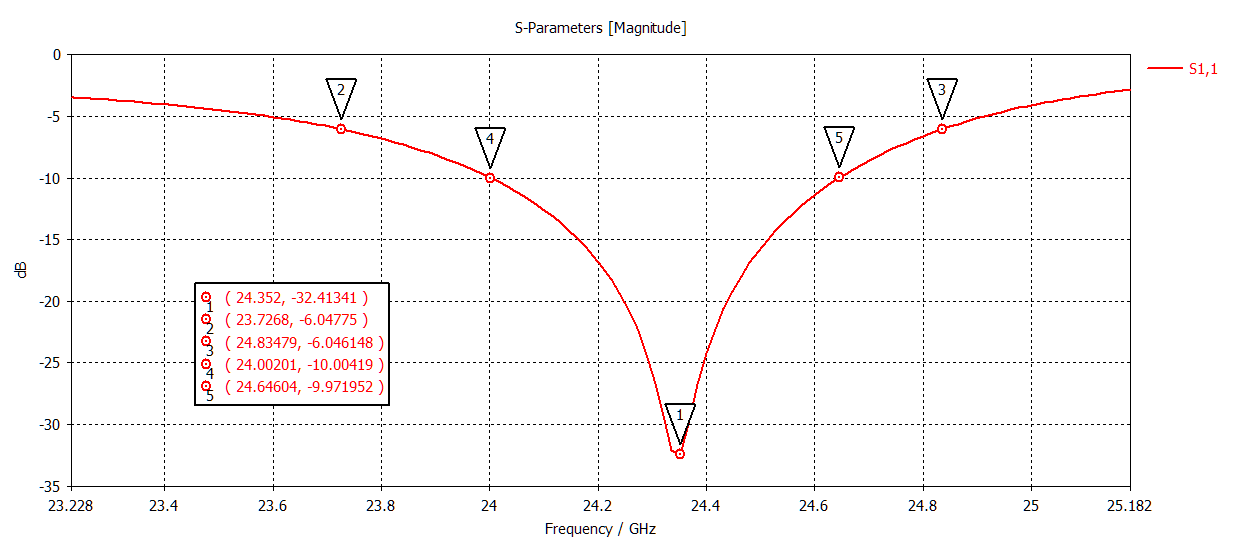 S-Parameters [Magnitude]
S1,1
0
-5
-10
-15
-20
-25
-30
-35
dB
2
3
4
5
1
( 24.352, -32.41341 )
1
( 23.7268, -6.04775 )
2
( 24.83479, -6.046148 )
3
( 24.00201, -10.00419 )
4
( 24.64604, -9.971952 )
5
23.228 23.4 23.6 23.8 24 24.2 24.4 24.6 24.8 25 25.182
Frequency / GHz